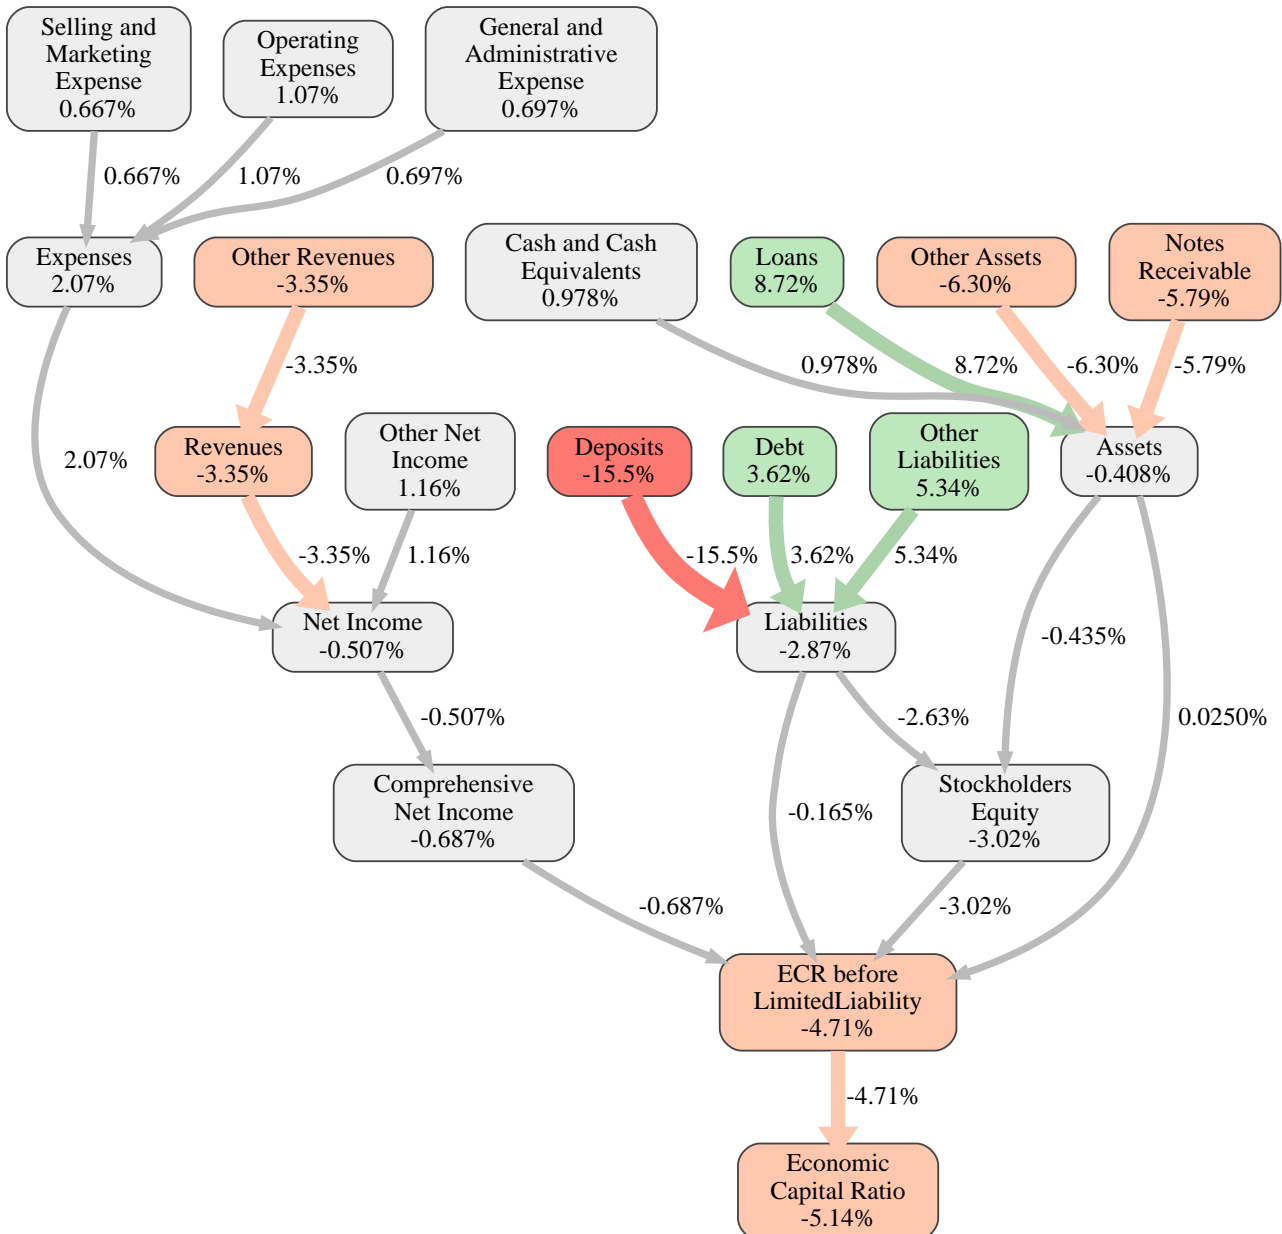 Selling and
Marketing
Expense
0.667%
Operating
Expenses
1.07%
General and
Administrative
Expense
0.697%
0.667%
1.07%
0.697%
Expenses
2.07%
Other Revenues
-3.35%
Cash and Cash
Equivalents
0.978%
Loans
8.72%
Other Assets
-6.30%
Notes
Receivable
-5.79%
-3.35%
0.978%
8.72%
-6.30%
-5.79%
2.07%
Revenues
-3.35%
Other Net
Income
1.16%
Deposits
-15.5%
Debt
3.62%
Other
Liabilities
5.34%
Assets
-0.408%
-3.35%
1.16%
-15.5%
3.62%
5.34%
Net Income
-0.507%
Liabilities
-2.87%
-0.435%
-0.507%
-2.63%
0.0250%
Comprehensive
Net Income
-0.687%
-0.165%
Stockholders
Equity
-3.02%
-0.687%
-3.02%
ECR before
LimitedLiability
-4.71%
-4.71%
Economic
Capital Ratio
-5.14%